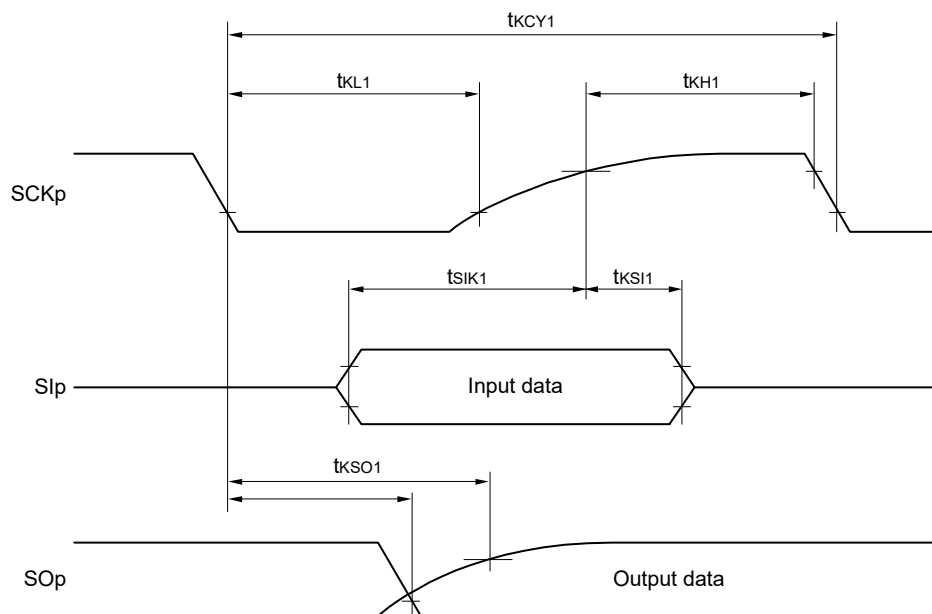 tKCY1
tKL1
tKH1
SCKp
tSIK1
tKSI1
SIp
Input data
tKSO1
SOp
Output data